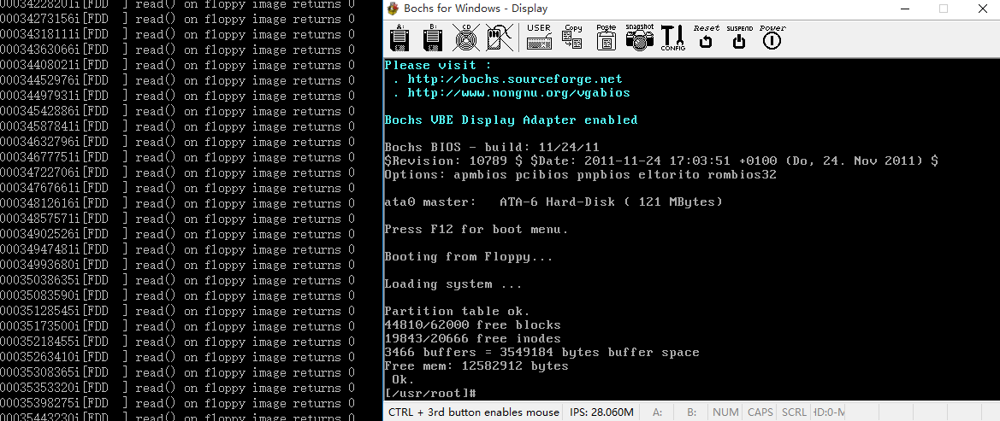 00034228201i[FDD  ] read() on floppy image returns 0
00034273156i[FDD  ] read() on floppy image returns 0
00034318111i[FDD  ] read() on floppy image returns 0
00034363066i[FDD  ] read() on floppy image returns 0
00034408021i[FDD  ] read() on floppy image returns 0
00034452976i[FDD  ] read() on floppy image returns 0
00034497931i[FDD  ] read() on floppy image returns 0
00034542886i[FDD  ] read() on floppy image returns 0
00034587841i[FDD  ] read() on floppy image returns 0
00034632796i[FDD  ] read() on floppy image returns 0
00034677751i[FDD  ] read() on floppy image returns 0
00034722706i[FDD  ] read() on floppy image returns 0
00034767661i[FDD  ] read() on floppy image returns 0
00034812616i[FDD  ] read() on floppy image returns 0
00034857571i[FDD  ] read() on floppy image returns 0
00034902526i[FDD  ] read() on floppy image returns 0
00034947481i[FDD  ] read() on floppy image returns 0
00034993680i[FDD  ] read() on floppy image returns 0
00035038635i[FDD  ] read() on floppy image returns 0
00035083590i[FDD  ] read() on floppy image returns 0
00035128545i[FDD  ] read() on floppy image returns 0
00035173500i[FDD  ] read() on floppy image returns 0
00035218455i[FDD  ] read() on floppy image returns 0
00035263410i[FDD  ] read() on floppy image returns 0
00035308365i[FDD  ] read() on floppy image returns 0
00035353320i[FDD  ] read() on floppy image returns 0
00035398275i[FDD  ] read() on floppy image returns 0
00035443230i[FDD  ] read() on floppy image returns 0
Bochs for Windows - Display
A: B: CD USER Copy Paste snapshot CONFIG Reset SUSPEND Power
Please visit :
. http://bochs.sourceforge.net
. http://www.nongnu.org/vgabios
Bochs VBE Display Adapter enabled
Bochs BIOS - build: 11/24/11
$Revision: 10789 $ $Date: 2011-11-24 17:03:51 +0100 (Do, 24. Nov 2011) $
Options: apmbios pcibios pnpbios eltorito rombios32
ata0 master:   ATA-6 Hard-Disk ( 121 MBytes)
Press F12 for boot menu.
Booting from Floppy...
Loading system ...
Partition table ok.
44810/62000 free blocks
19843/20666 free inodes
3466 buffers = 3549184 bytes buffer space
Free mem: 12582912 bytes
Ok.
[/usr/root]#
CTRL + 3rd button enables mouse IPS: 28.060M A: B: NUM CAPS SCRL